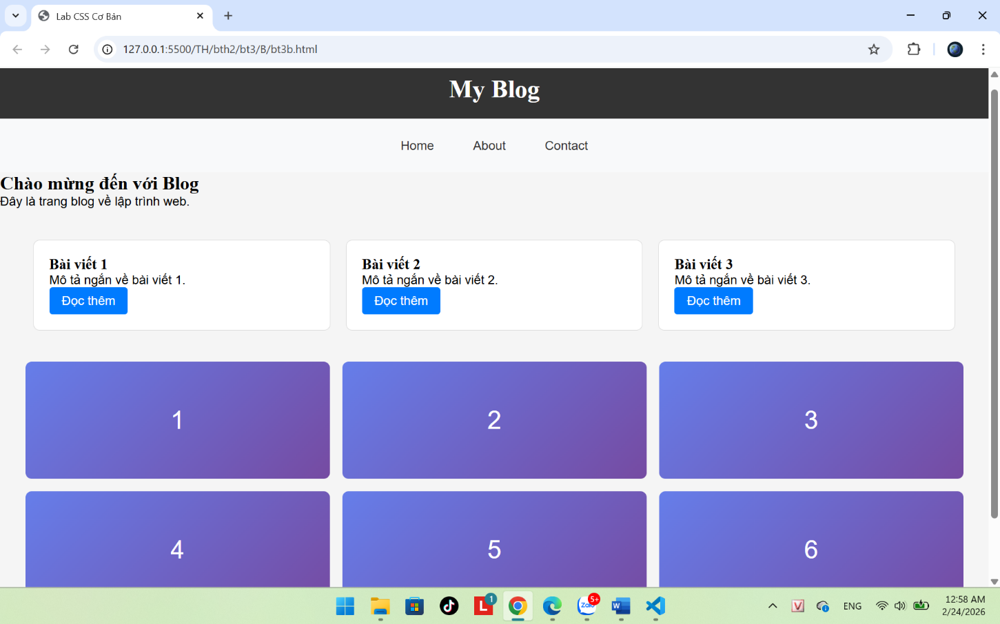 Lab CSS Cơ Bản
127.0.0.1:5500/TH/bth2/bt3/B/bt3b.html
My Blog
Home About Contact
Chào mừng đến với Blog
Đây là trang blog về lập trình web.
Bài viết 1
Mô tả ngắn về bài viết 1.
Đọc thêm
Bài viết 2
Mô tả ngắn về bài viết 2.
Đọc thêm
Bài viết 3
Mô tả ngắn về bài viết 3.
Đọc thêm
1
2
3
4
5
6
L
1
Zalo
5+
W
V
ENG
12:58 AM
2/24/2026